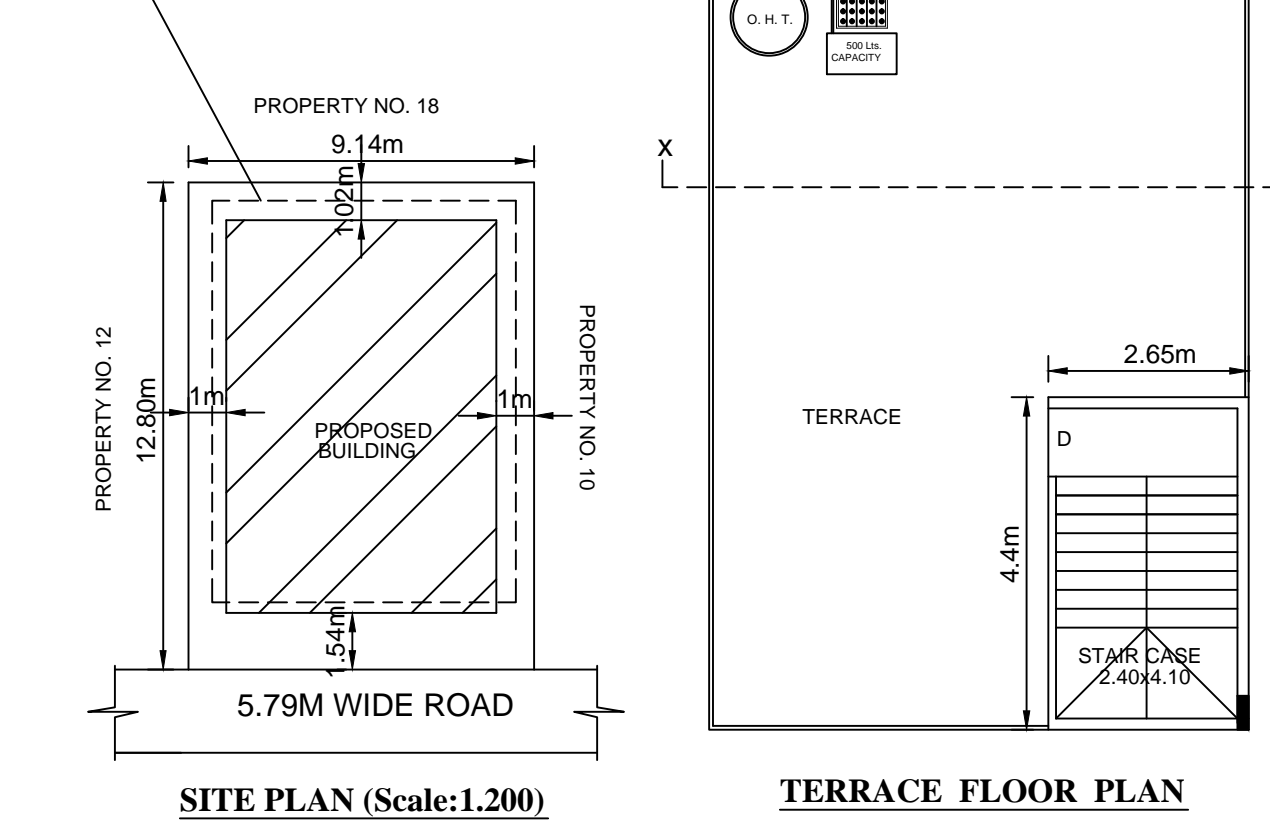 PROPERTY NO. 18
9.14m
1.02m
PROPERTY NO. 12
12.80m
1m
1m
PROPERTY NO. 10
PROPOSED
BUILDING
1.54m
5.79M WIDE ROAD
SITE PLAN (Scale:1.200)
O. H. T.
500 Lts.
CAPACITY
X
2.65m
TERRACE
D
4.4m
STAIR CASE
2.40x4.10
TERRACE FLOOR PLAN